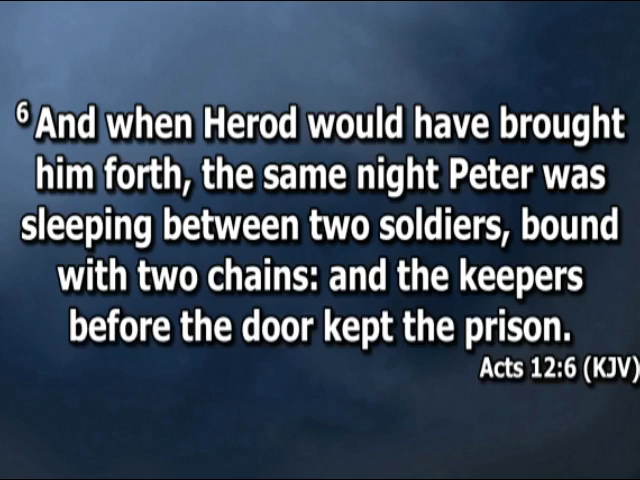 6 And when Herod would have brought
him forth, the same night Peter was
sleeping between two soldiers, bound
with two chains: and the keepers
before the door kept the prison.
Acts 12:6 (KJV)